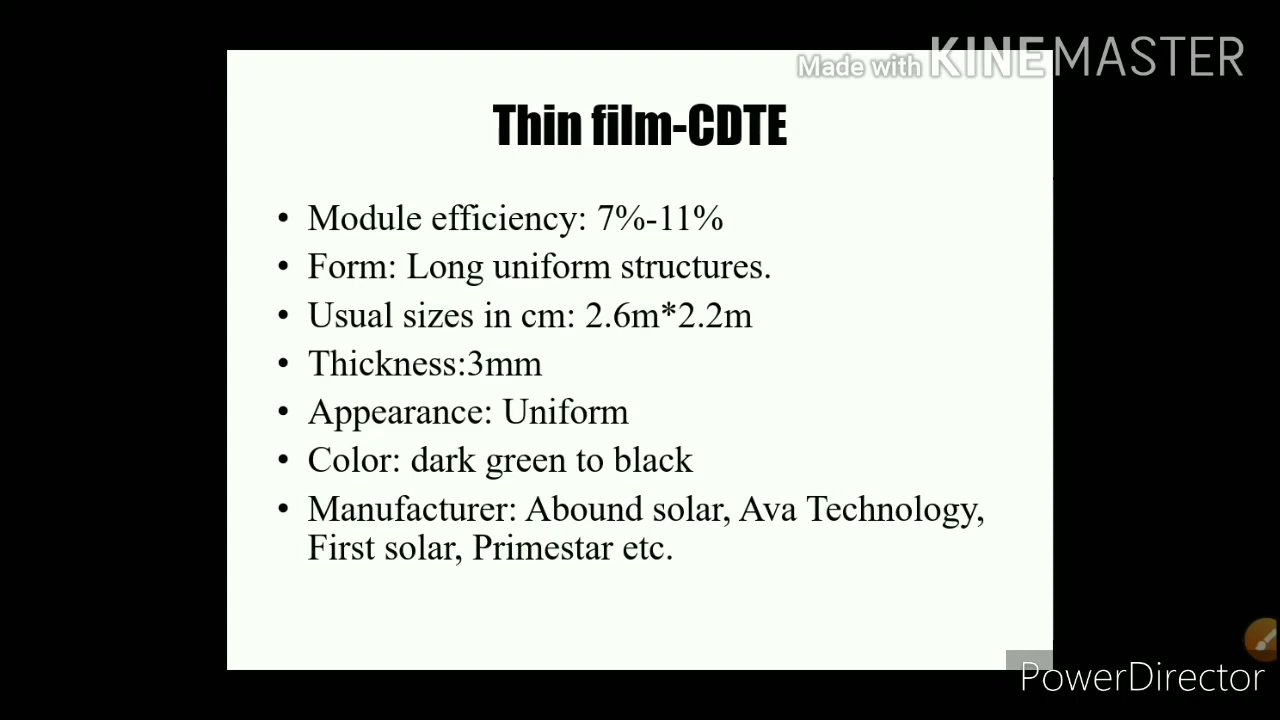 Made with KINEMASTER
Thin film-CDTE
• Module efficiency: 7%-11%
• Form: Long uniform structures.
• Usual sizes in cm: 2.6m*2.2m
• Thickness:3mm
• Appearance: Uniform
• Color: dark green to black
• Manufacturer: Abound solar, Ava Technology,
First solar, Primestar etc.
PowerDirector